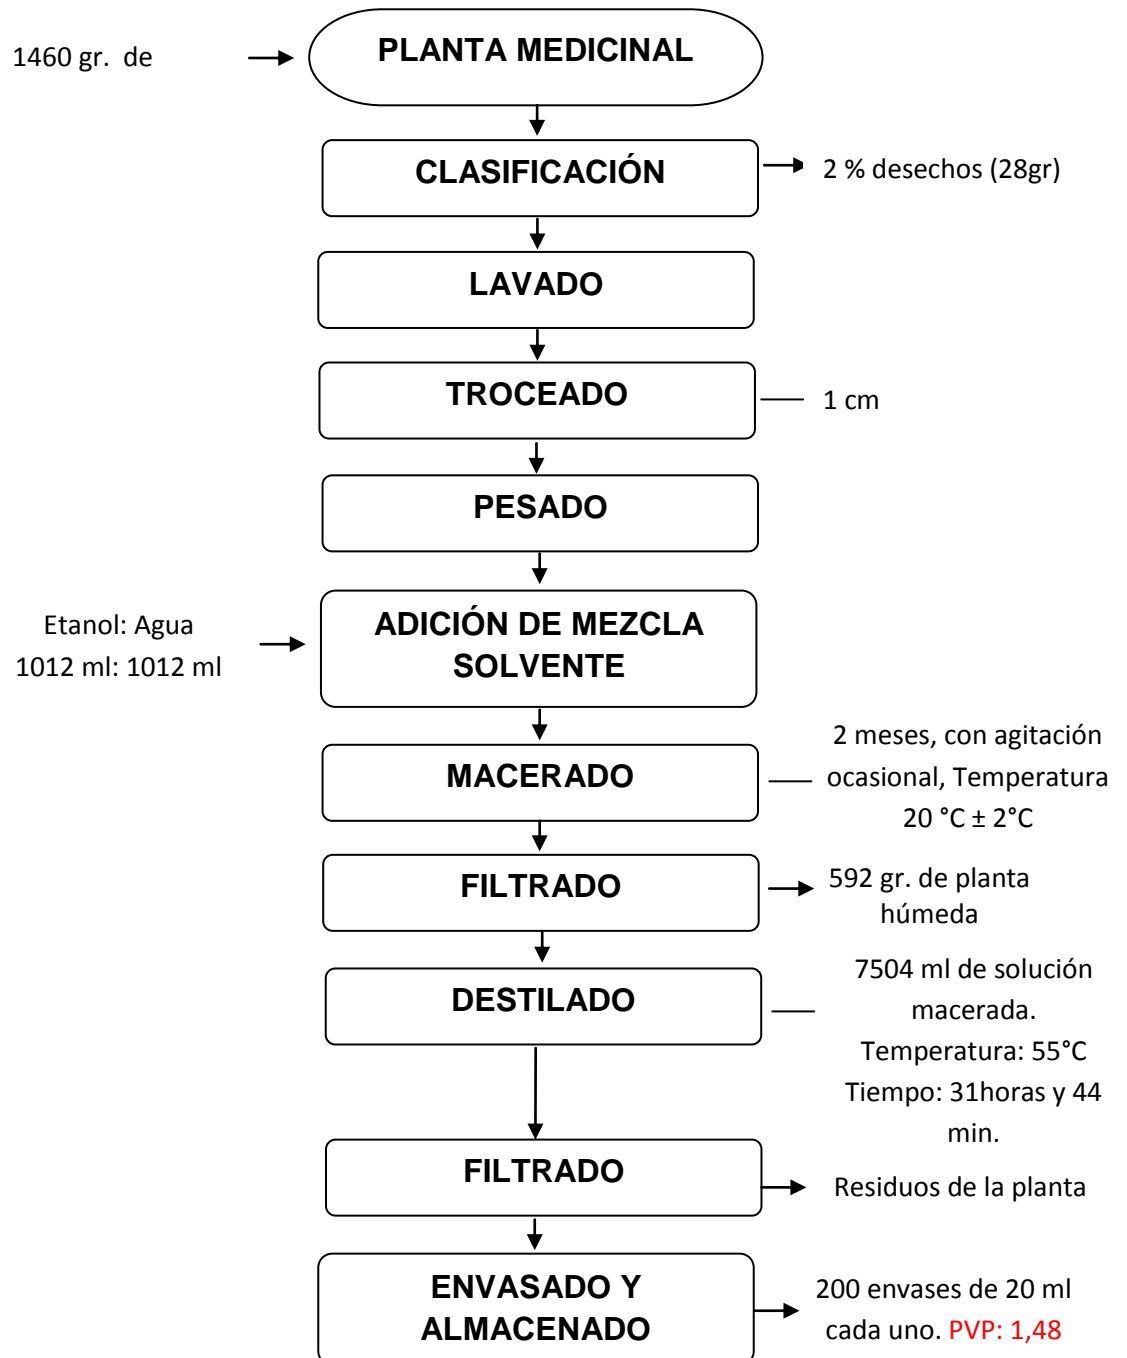 1460 gr.  de
PLANTA MEDICINAL
CLASIFICACIÓN
2 % desechos (28gr)
LAVADO
TROCEADO
1 cm
PESADO
Etanol: Agua
1012 ml: 1012 ml
ADICIÓN DE MEZCLA
SOLVENTE
MACERADO
2 meses, con agitación
ocasional, Temperatura
20 °C ± 2°C
FILTRADO
592 gr. de planta
húmeda
DESTILADO
7504 ml de solución
macerada.
Temperatura: 55°C
Tiempo: 31horas y 44
min.
FILTRADO
Residuos de la planta
ENVASADO Y
ALMACENADO
200 envases de 20 ml
cada uno. PVP: 1,48